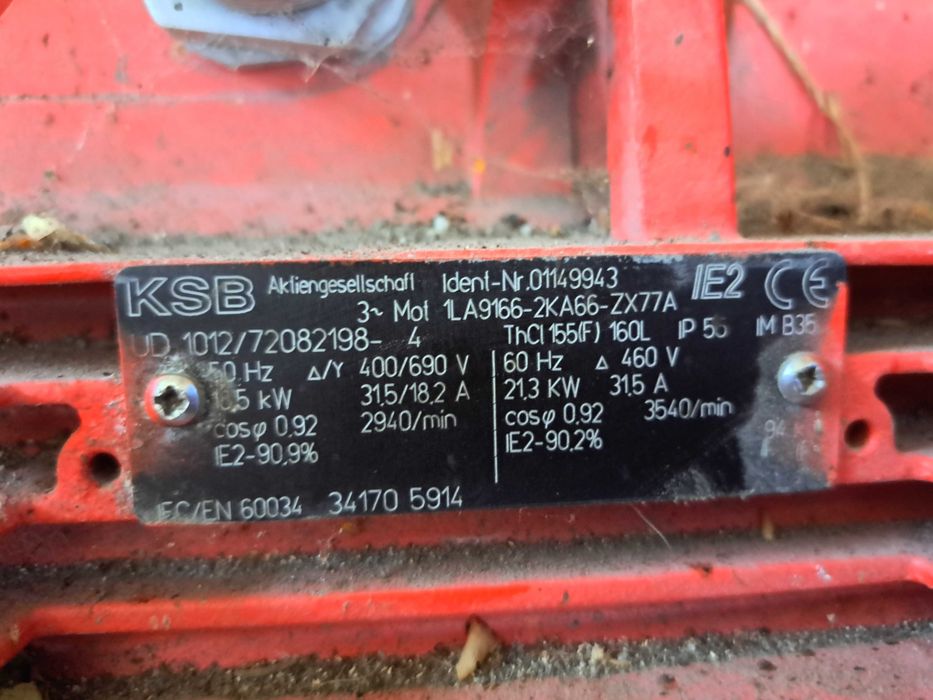 KSB Aktiengesellschaft Ident-Nr.01149943 IE2 CE
3~ Mot 1LA9166-2KA66-ZX77A
UD 1012/72082198- 4 ThCl 155(F) 160L IP 55 IM B35
50 Hz Δ/Y 400/690 V 60 Hz Δ 460 V
kW 31,5/18,2 A 21,3 KW 31,5 A
cosφ 0,92 2940/min cosφ 0,92 3540/min
IE2-90,9% IE2-90,2%
94
IEC/EN 60034 34170 5914